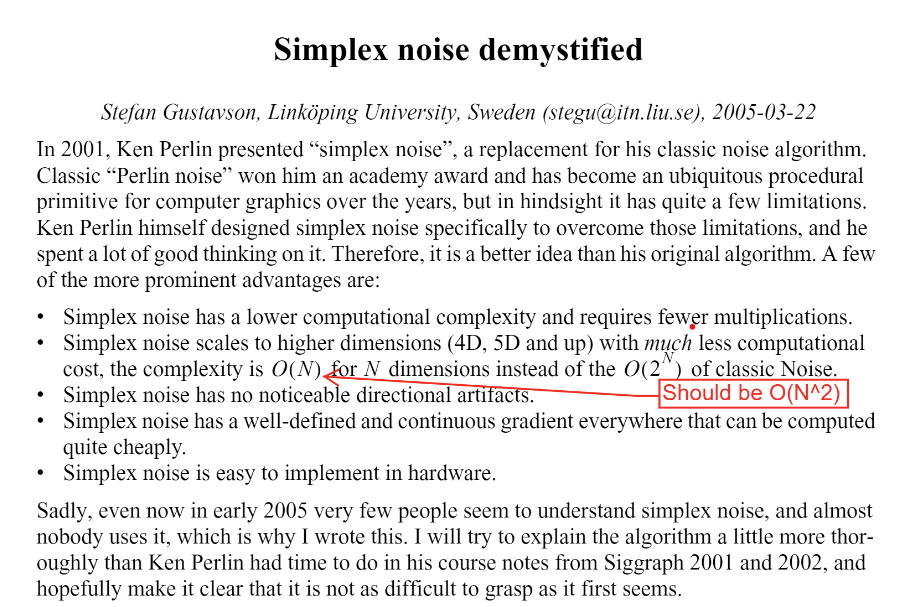 Simplex noise demystified
Stefan Gustavson, Linköping University, Sweden (stegu@itn.liu.se), 2005-03-22
In 2001, Ken Perlin presented “simplex noise”, a replacement for his classic noise algorithm.
Classic “Perlin noise” won him an academy award and has become an ubiquitous procedural
primitive for computer graphics over the years, but in hindsight it has quite a few limitations.
Ken Perlin himself designed simplex noise specifically to overcome those limitations, and he
spent a lot of good thinking on it. Therefore, it is a better idea than his original algorithm. A few
of the more prominent advantages are:
• Simplex noise has a lower computational complexity and requires fewer multiplications.
• Simplex noise scales to higher dimensions (4D, 5D and up) with much less computational
cost, the complexity is O(N) for N dimensions instead of the O(2^N) of classic Noise.
• Simplex noise has no noticeable directional artifacts.
Should be O(N^2)
• Simplex noise has a well-defined and continuous gradient everywhere that can be computed
quite cheaply.
• Simplex noise is easy to implement in hardware.
Sadly, even now in early 2005 very few people seem to understand simplex noise, and almost
nobody uses it, which is why I wrote this. I will try to explain the algorithm a little more thor-
oughly than Ken Perlin had time to do in his course notes from Siggraph 2001 and 2002, and
hopefully make it clear that it is not as difficult to grasp as it first seems.